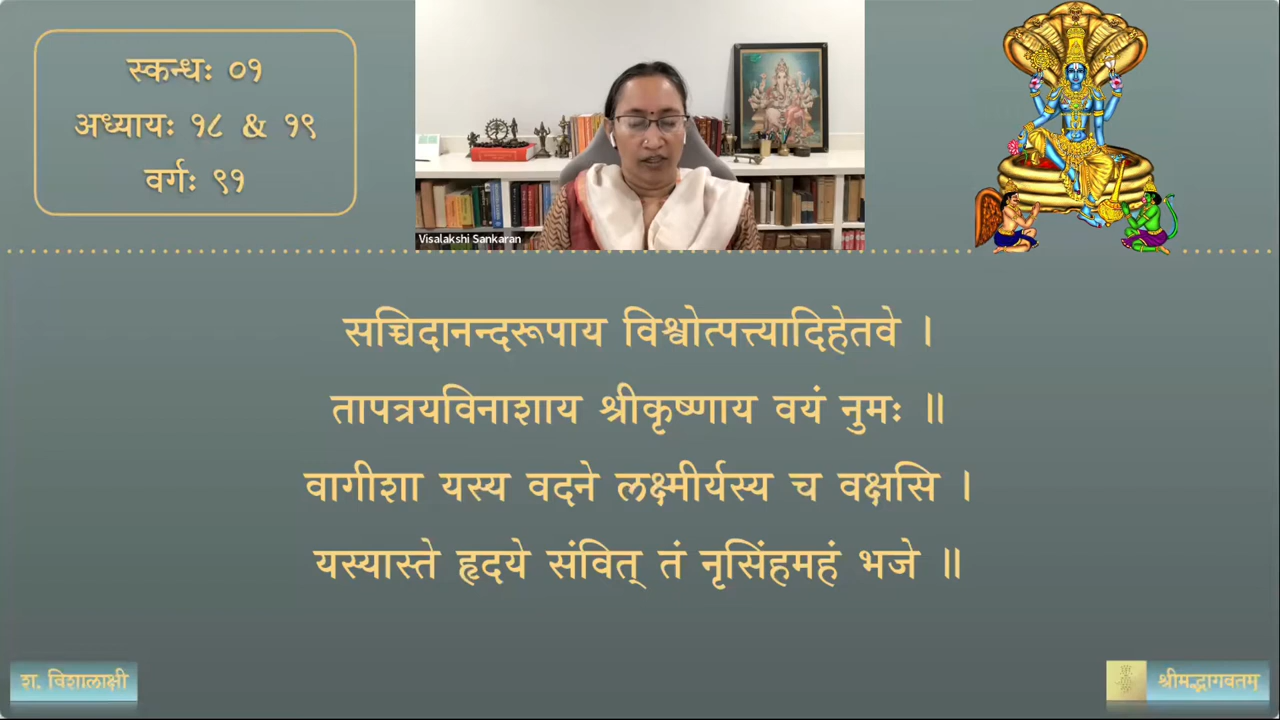 स्कन्धः ०१
अध्यायः १८ & १९
वर्गः ९१
Visalakshi Sankaran
सच्चिदानन्दरूपाय विश्वोत्पत्त्यादिहेतवे ।
तापत्रयविनाशाय श्रीकृष्णाय वयं नुमः ॥
वागीशा यस्य वदने लक्ष्मीर्यस्य च वक्षसि ।
यस्यास्ते हृदये संवित् तं नृसिंहमहं भजे ॥
श. विशालाक्षी
श्रीमद्भागवतम्